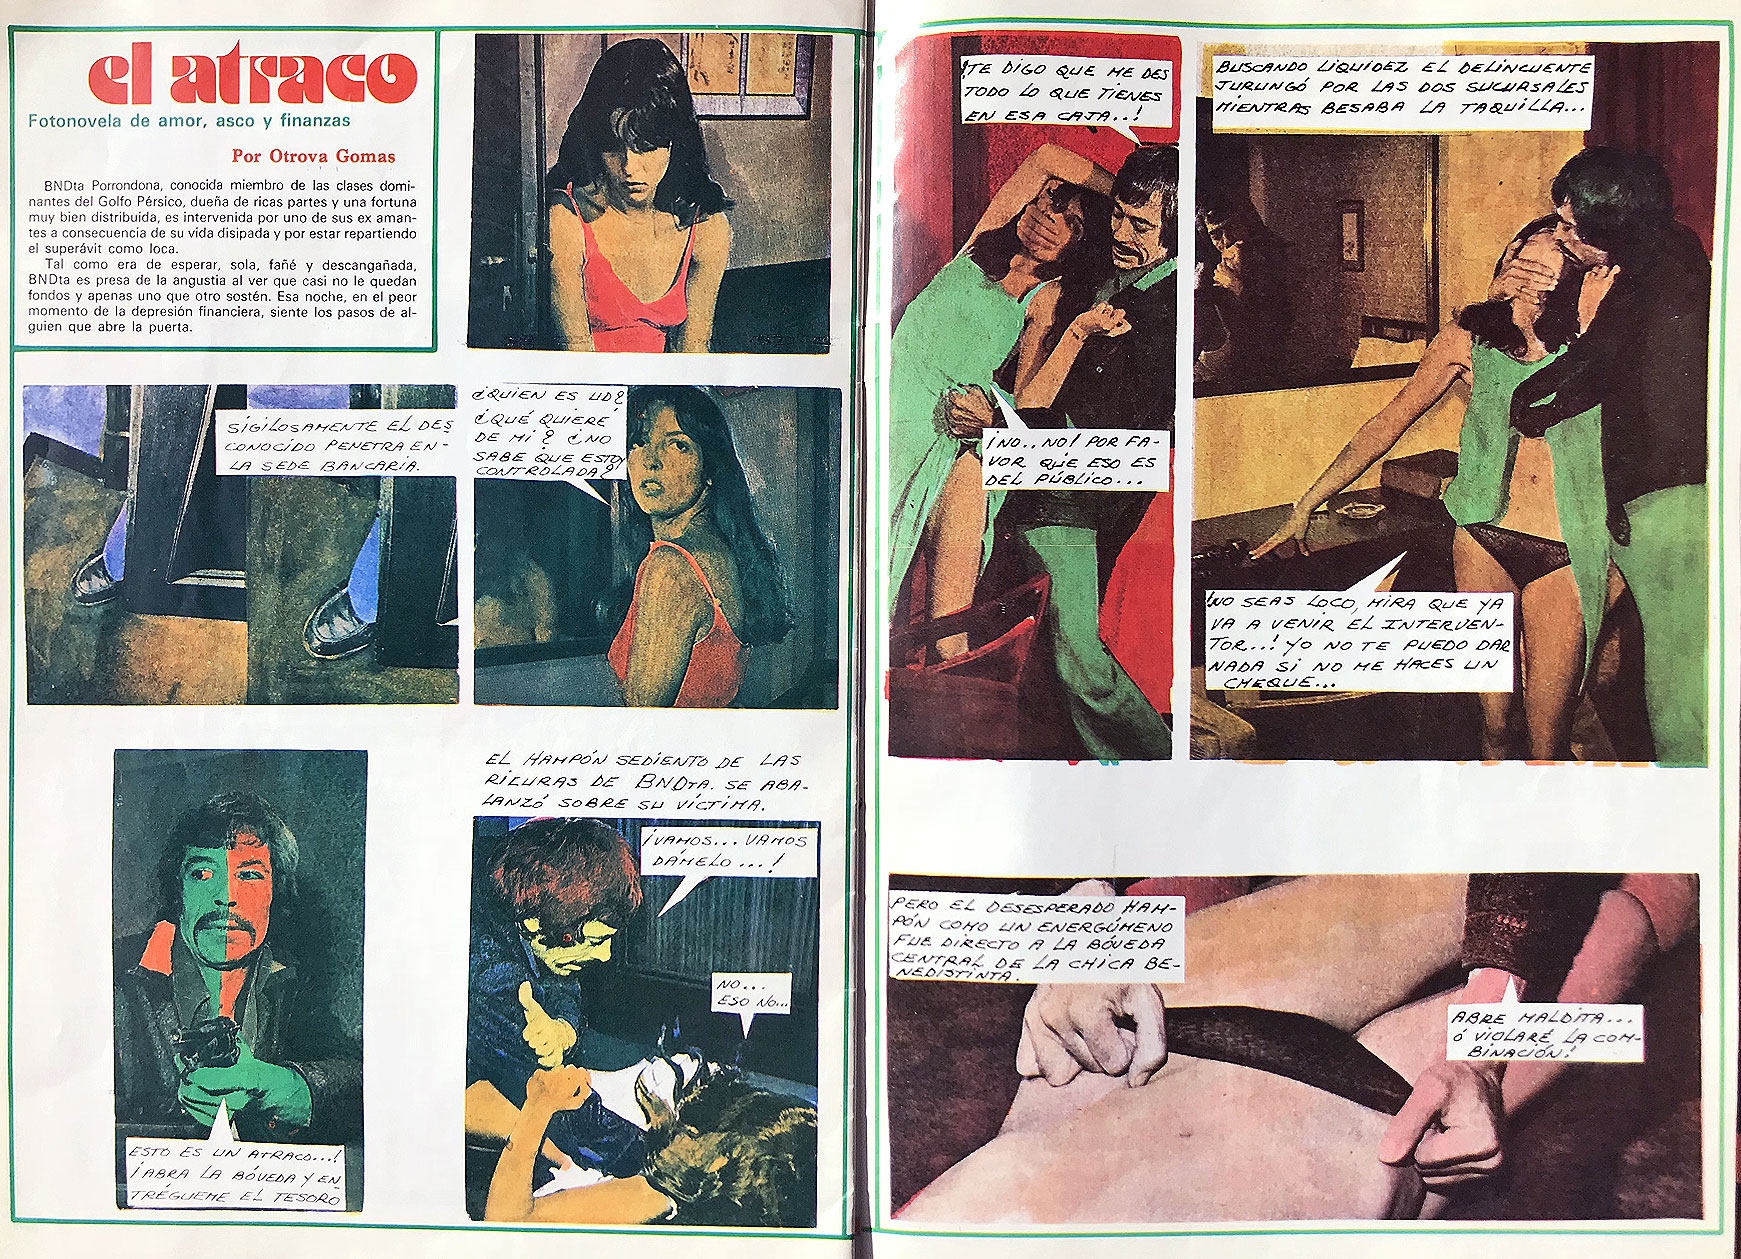 el atraco
Fotonovela de amor, asco y finanzas
Por Otrova Gomas
BNDta Porrondona, conocida miembro de las clases domi-
nantes del Golfo Pérsico, dueña de ricas partes y una fortuna
muy bien distribuida, es intervenida por uno de sus ex aman-
tes a consecuencia de su vida disipada y por estar repartiendo
el superávit como loca.
Tal como era de esperar, sola, fañé y descangañada,
BNDta es presa de la angustia al ver que casi no le quedan
fondos y apenas uno que otro sostén. Esa noche, en el peor
momento de la depresión financiera, siente los pasos de al-
guien que abre la puerta.
SIGILOSAMENTE EL DES
CONOCIDO PENETRA EN-
LA SEDE BANCARIA.
¿QUIEN ES UD?
¿QUÉ QUIERE
DE MI? ¿NO
SABE QUE ESTOY
CONTROLADA?
ESTO ES UN ATRACO...!
¡ABRA LA BÓVEDA Y EN
TRÉGUEME EL TESORO
EL HAMPÓN SEDIENTO DE LAS
RICURAS DE BNDTA. SE ABA-
LANZÓ SOBRE SU VÍCTIMA.
¡VAMOS... VAMOS
DÁMELO...!
NO...
ESO NO...
¡TE DIGO QUE ME DES
TODO LO QUE TIENES
EN ESA CAJA..!
¡NO.. NO! POR FA-
VOR QUE ESO ES
DEL PÚBLICO...
BUSCANDO LIQUIDEZ EL DELINCUENTE
JURUNGÓ POR LAS DOS SUCURSALES
MIENTRAS BESABA LA TAQUILLA...
¡NO SEAS LOCO, MIRA QUE YA
VA A VENIR EL INTERVEN-
TOR..! YO NO TE PUEDO DAR
NADA SI NO ME HACES UN
CHEQUE...
PERO EL DESESPERADO HAM-
PÓN COMO UN ENERGÚMENO
FUE DIRECTO A LA BÓVEDA
CENTRAL DE LA CHICA BE-
NEDISTINTA.
ABRE MALDITA...
Ó VIOLARÉ LA COM-
BINACIÓN!